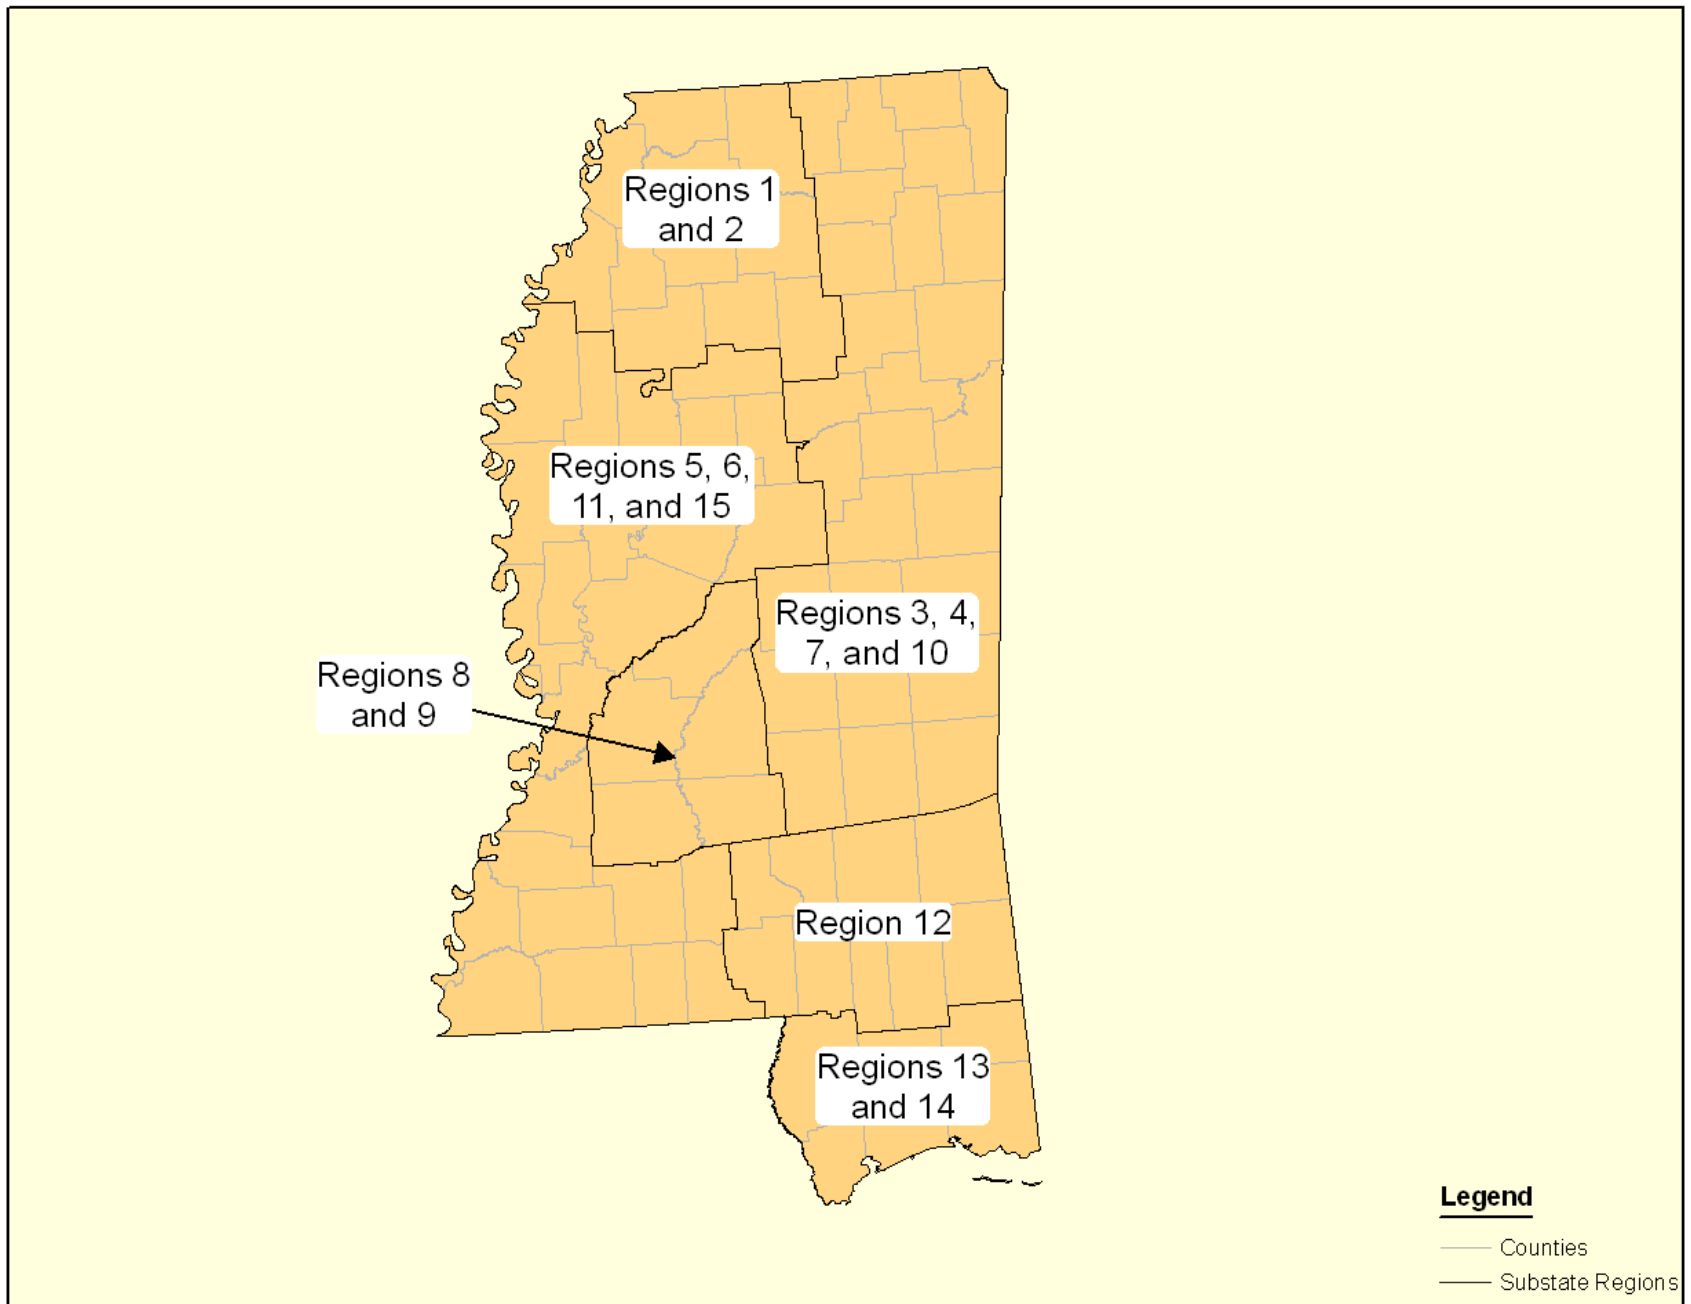 Regions 1
and 2
Regions 5, 6,
11, and 15
Regions 3, 4,
7, and 10
Regions 8
and 9
Region 12
Regions 13
and 14
Legend
Counties
Substate Regions